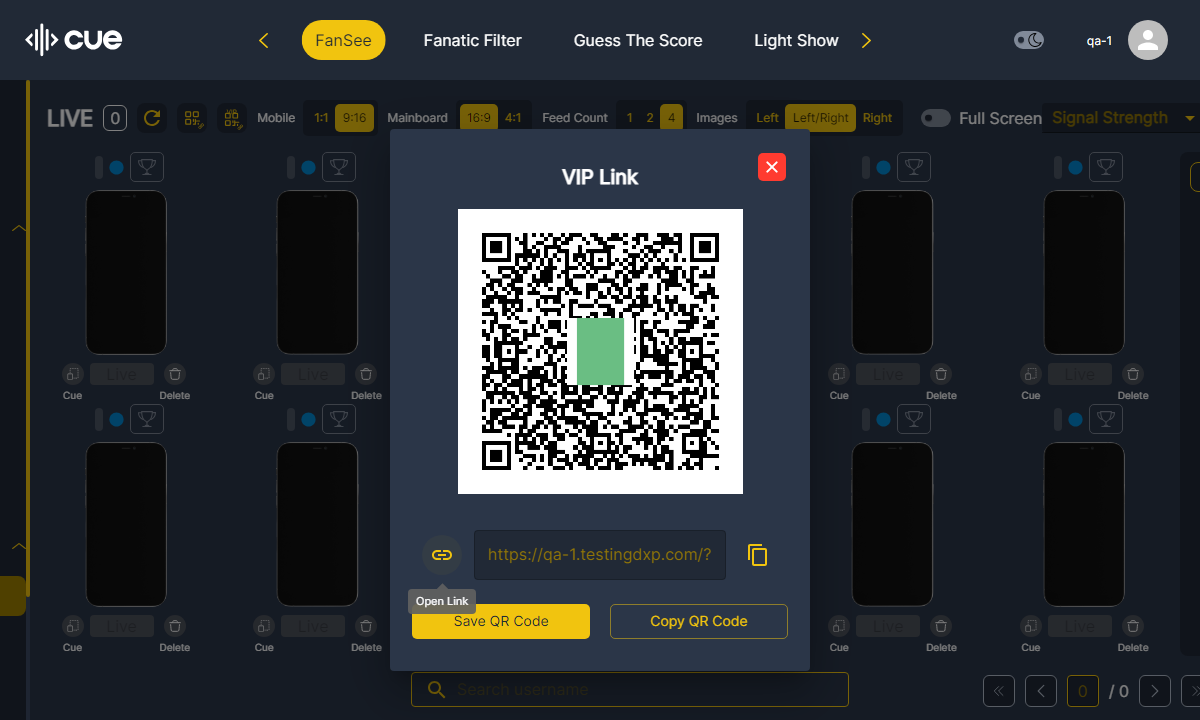 cue
FanSee
Fanatic Filter
Guess The Score
Light Show
qa-1
LIVE 0
Mobile 1:1 9:16
Mainboard 16:9 4:1
Feed Count 1 2 4
Images Left Left/Right Right
Full Screen
Signal Strength
VIP Link
Live Live Live Live
Cue Delete Cue Delete Cue Delete Cue Delete
https://qa-1.testingdxp.com/?
Open Link
Save QR Code
Copy QR Code
Live Live Live Live
Cue Delete Cue Delete Cue Delete Cue Delete
Search username
0 / 0